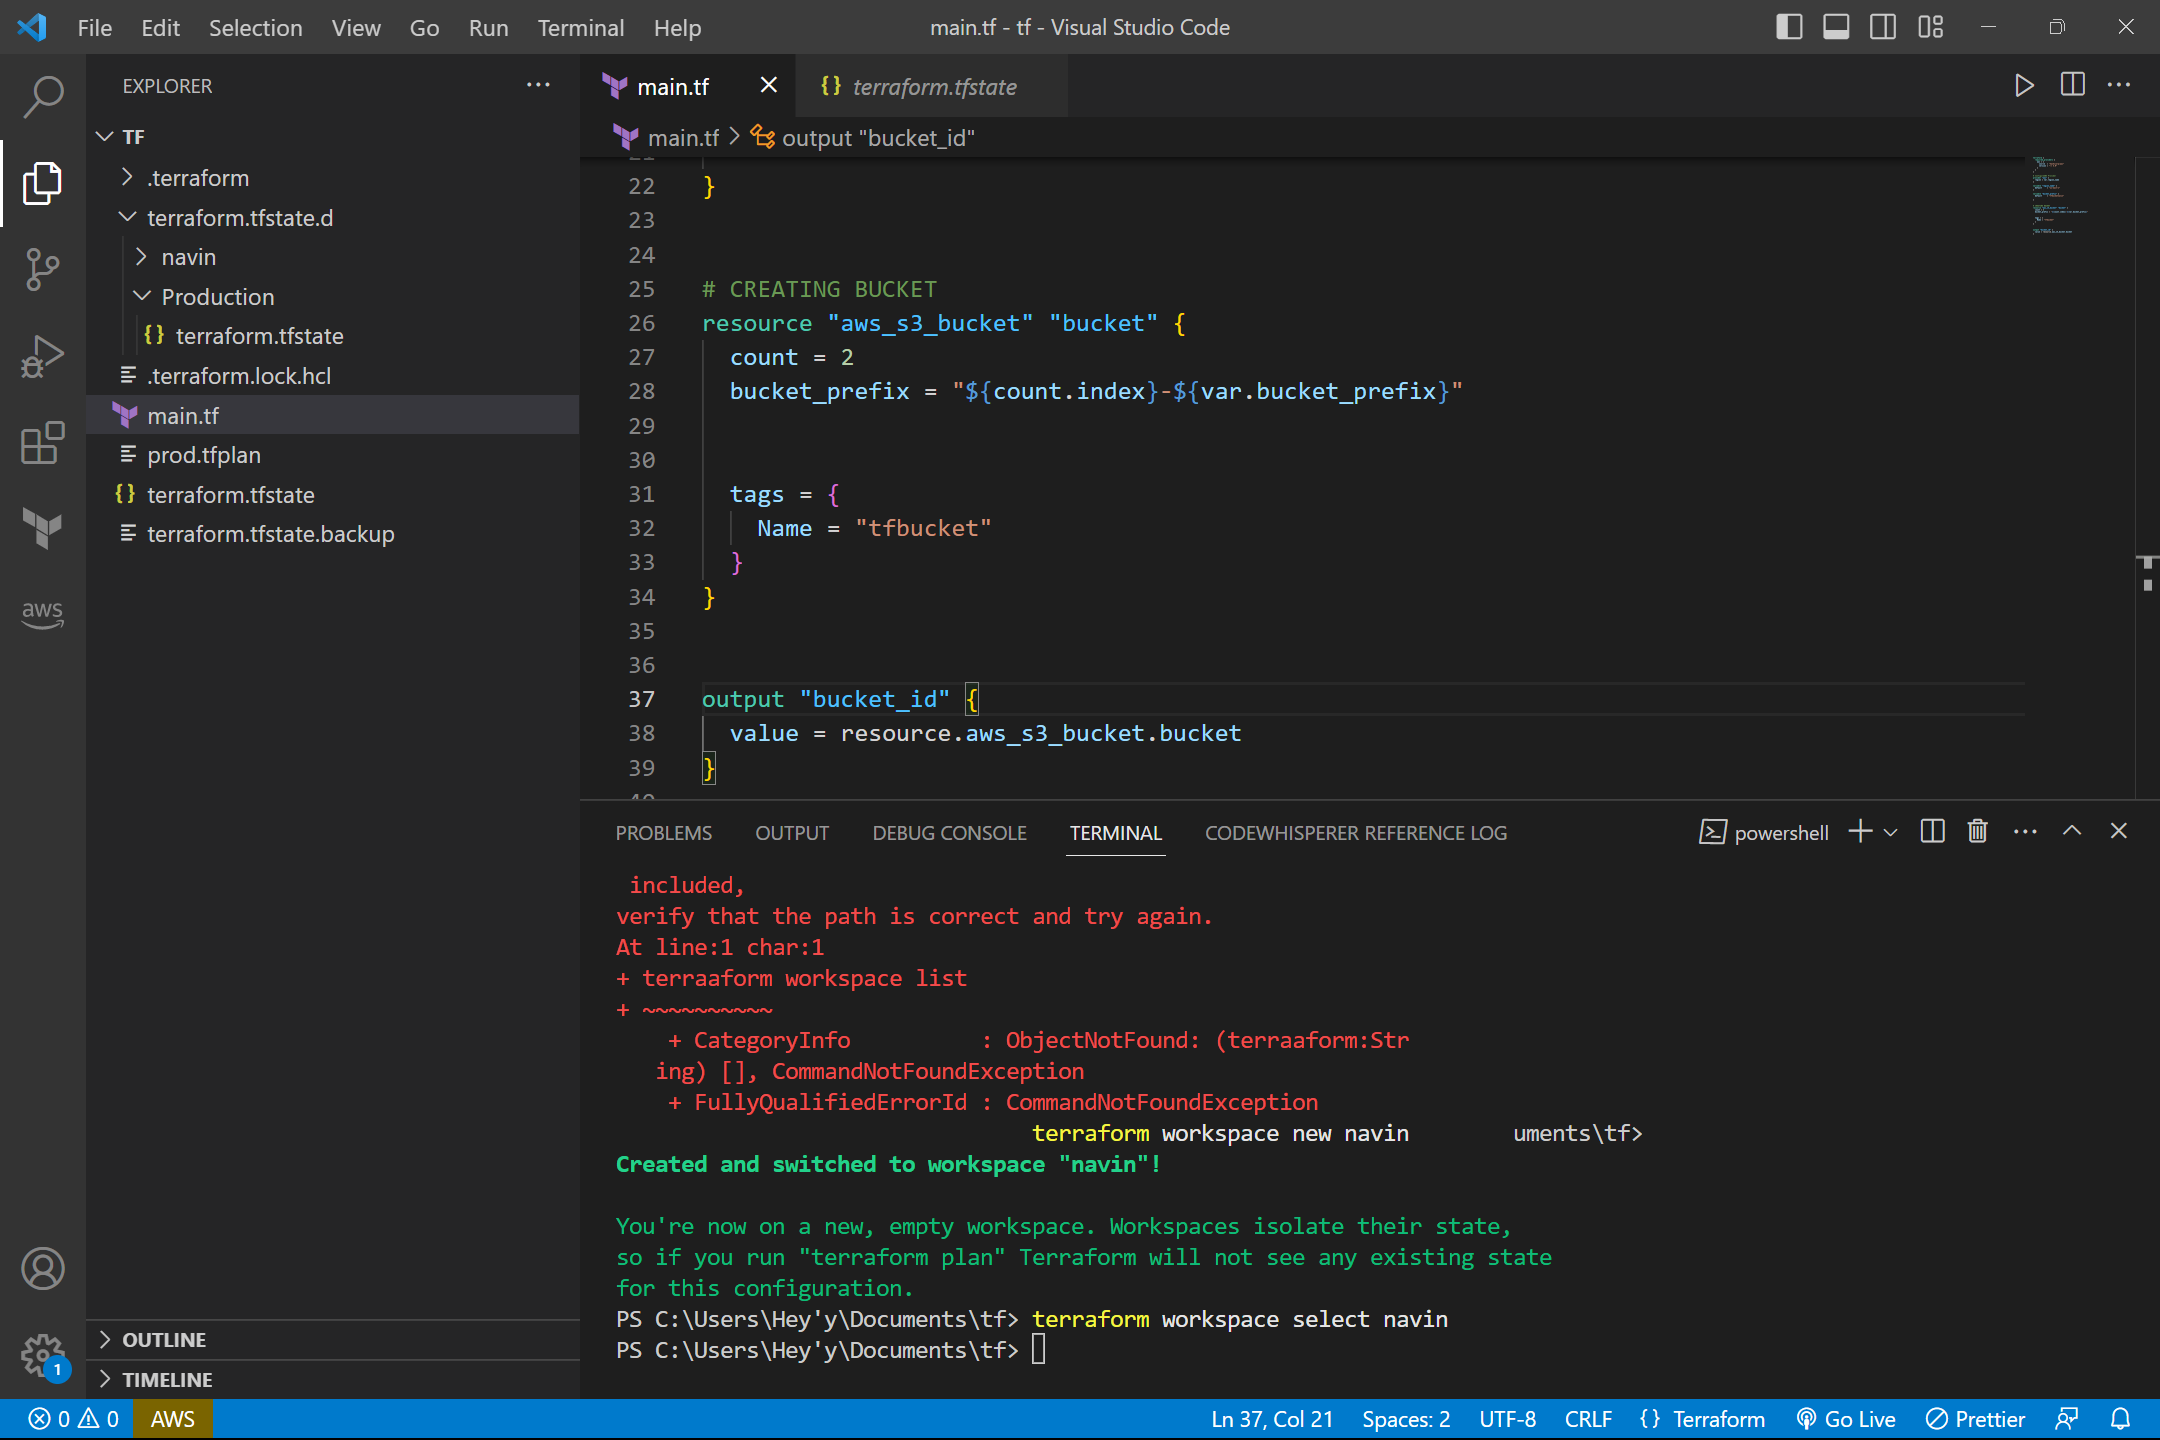 File Edit Selection View Go Run Terminal Help
main.tf - tf - Visual Studio Code
EXPLORER
TF
.terraform
terraform.tfstate.d
navin
Production
{} terraform.tfstate
.terraform.lock.hcl
main.tf
prod.tfplan
{} terraform.tfstate
terraform.tfstate.backup
OUTLINE
TIMELINE
aws
1
main.tf
{} terraform.tfstate
main.tf > output "bucket_id"
22 }
23
24
25 # CREATING BUCKET
26 resource "aws_s3_bucket" "bucket" {
27 count = 2
28 bucket_prefix = "${count.index}-${var.bucket_prefix}"
29
30
31 tags = {
32 Name = "tfbucket"
33 }
34 }
35
36
37 output "bucket_id" {
38 value = resource.aws_s3_bucket.bucket
39 }
PROBLEMS OUTPUT DEBUG CONSOLE TERMINAL CODEWHISPERER REFERENCE LOG
powershell
included,
verify that the path is correct and try again.
At line:1 char:1
+ terraaform workspace list
+ ~~~~~~~~~~
+ CategoryInfo : ObjectNotFound: (terraaform:Str
ing) [], CommandNotFoundException
+ FullyQualifiedErrorId : CommandNotFoundException
terraform workspace new navin uments\tf>
Created and switched to workspace "navin"!
You're now on a new, empty workspace. Workspaces isolate their state,
so if you run "terraform plan" Terraform will not see any existing state
for this configuration.
PS C:\Users\Hey'y\Documents\tf> terraform workspace select navin
PS C:\Users\Hey'y\Documents\tf>
0 0 AWS
Ln 37, Col 21 Spaces: 2 UTF-8 CRLF {} Terraform Go Live Prettier